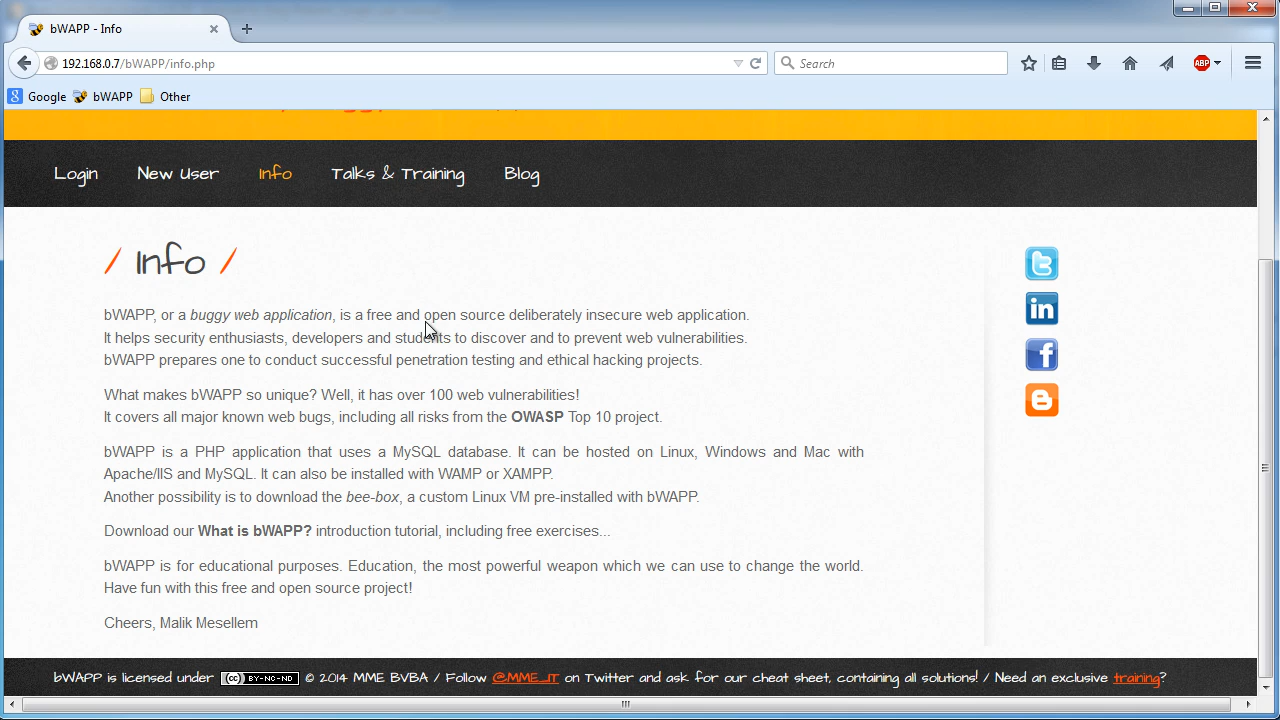 bWAPP - Info
192.168.0.7/bWAPP/info.php
Search
ABP
Google bWAPP Other
Login New User Info Talks & Training Blog
/ Info /
bWAPP, or a buggy web application, is a free and open source deliberately insecure web application.
It helps security enthusiasts, developers and students to discover and to prevent web vulnerabilities.
bWAPP prepares one to conduct successful penetration testing and ethical hacking projects.
What makes bWAPP so unique? Well, it has over 100 web vulnerabilities!
It covers all major known web bugs, including all risks from the OWASP Top 10 project.
bWAPP is a PHP application that uses a MySQL database. It can be hosted on Linux, Windows and Mac with
Apache/IIS and MySQL. It can also be installed with WAMP or XAMPP.
Another possibility is to download the bee-box, a custom Linux VM pre-installed with bWAPP.
Download our What is bWAPP? introduction tutorial, including free exercises...
bWAPP is for educational purposes. Education, the most powerful weapon which we can use to change the world.
Have fun with this free and open source project!
Cheers, Malik Mesellem
bWAPP is licensed under (cc) BY-NC-ND © 2014 MME BVBA / Follow @MME_IT on Twitter and ask for our cheat sheet, containing all solutions! / Need an exclusive training?